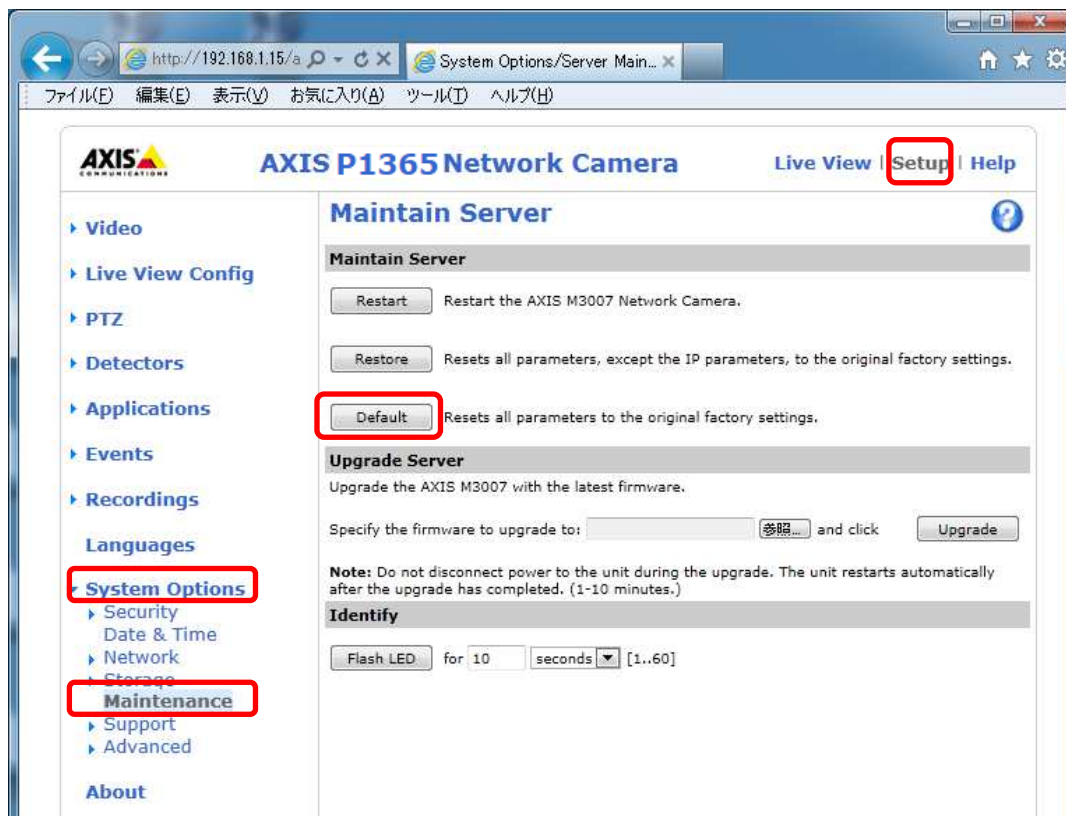 http://192.168.1.15/a
System Options/Server Main...
ファイル(F) 編集(E) 表示(V) お気に入り(A) ツール(T) ヘルプ(H)
AXIS
COMMUNICATIONS
AXIS P1365 Network Camera
Live View | Setup | Help
Video
Live View Config
PTZ
Detectors
Applications
Events
Recordings
Languages
System Options
Security
Date & Time
Network
Storage
Maintenance
Support
Advanced
About
Maintain Server
Maintain Server
Restart Restart the AXIS M3007 Network Camera.
Restore Resets all parameters, except the IP parameters, to the original factory settings.
Default Resets all parameters to the original factory settings.
Upgrade Server
Upgrade the AXIS M3007 with the latest firmware.
Specify the firmware to upgrade to: 参照... and click Upgrade
Note: Do not disconnect power to the unit during the upgrade. The unit restarts automatically
after the upgrade has completed. (1-10 minutes.)
Identify
Flash LED for 10 seconds [1..60]